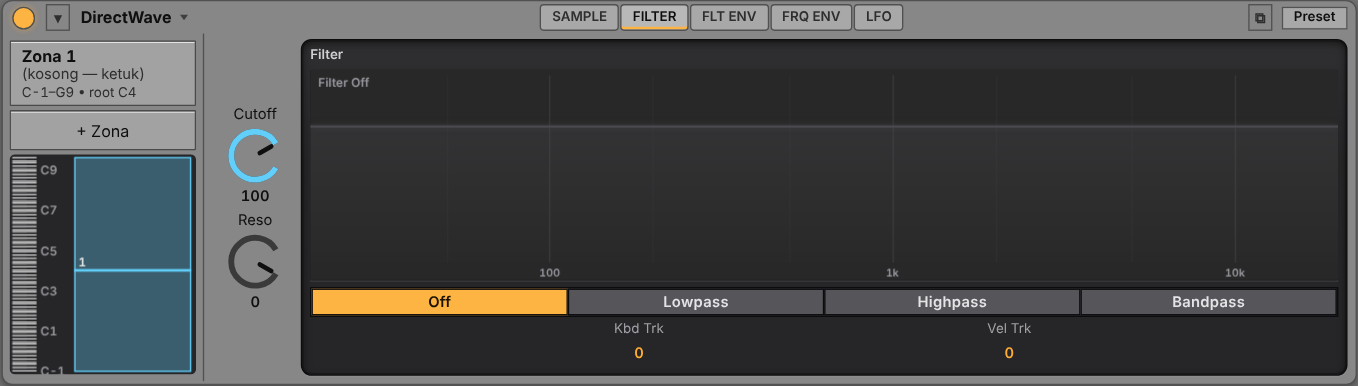 DirectWave
SAMPLE
FILTER
FLT ENV
FRQ ENV
LFO
Preset
Zona 1
(kosong — ketuk)
C-1–G9 • root C4
+ Zona
C9
C7
C5
1
C3
C1
C-1
Cutoff
100
Reso
0
Filter
Filter Off
100
1k
10k
Off
Lowpass
Highpass
Bandpass
Kbd Trk
Vel Trk
0
0